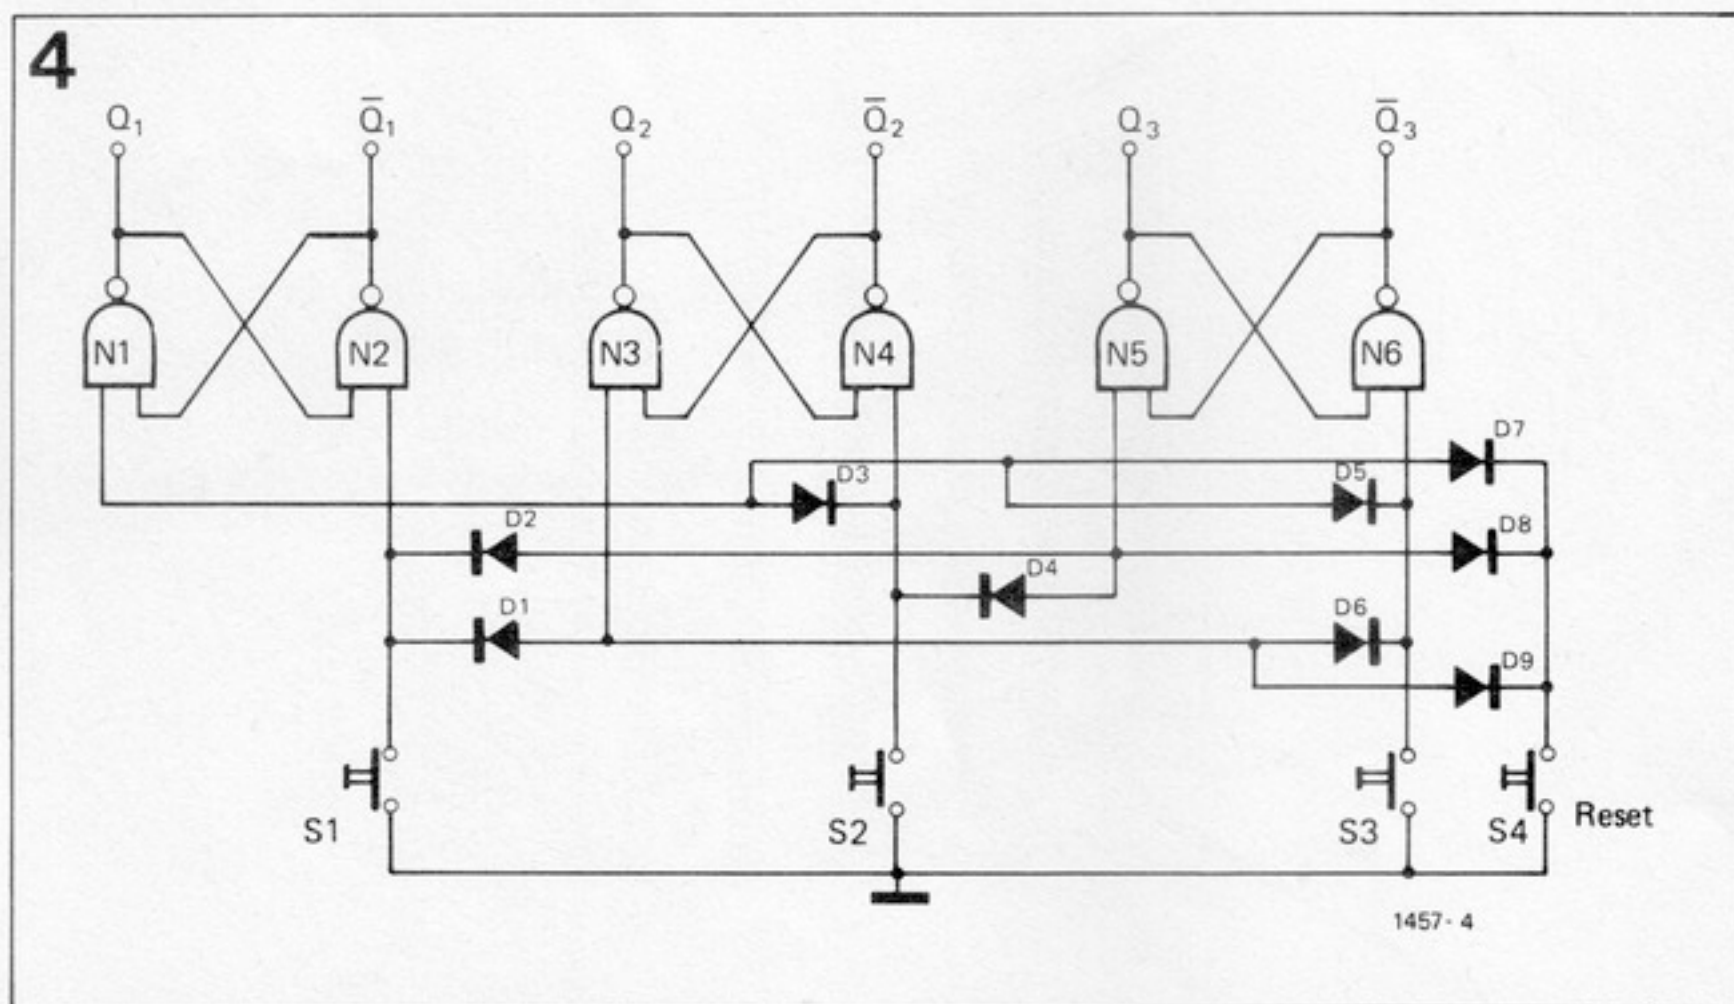 4
Q1 Q̅1 Q2 Q̅2 Q3 Q̅3
N1 N2 N3 N4 N5 N6
D7
D3 D5
D2 D8
D4
D1 D6
D9
S1 S2 S3 S4 Reset
1457-4